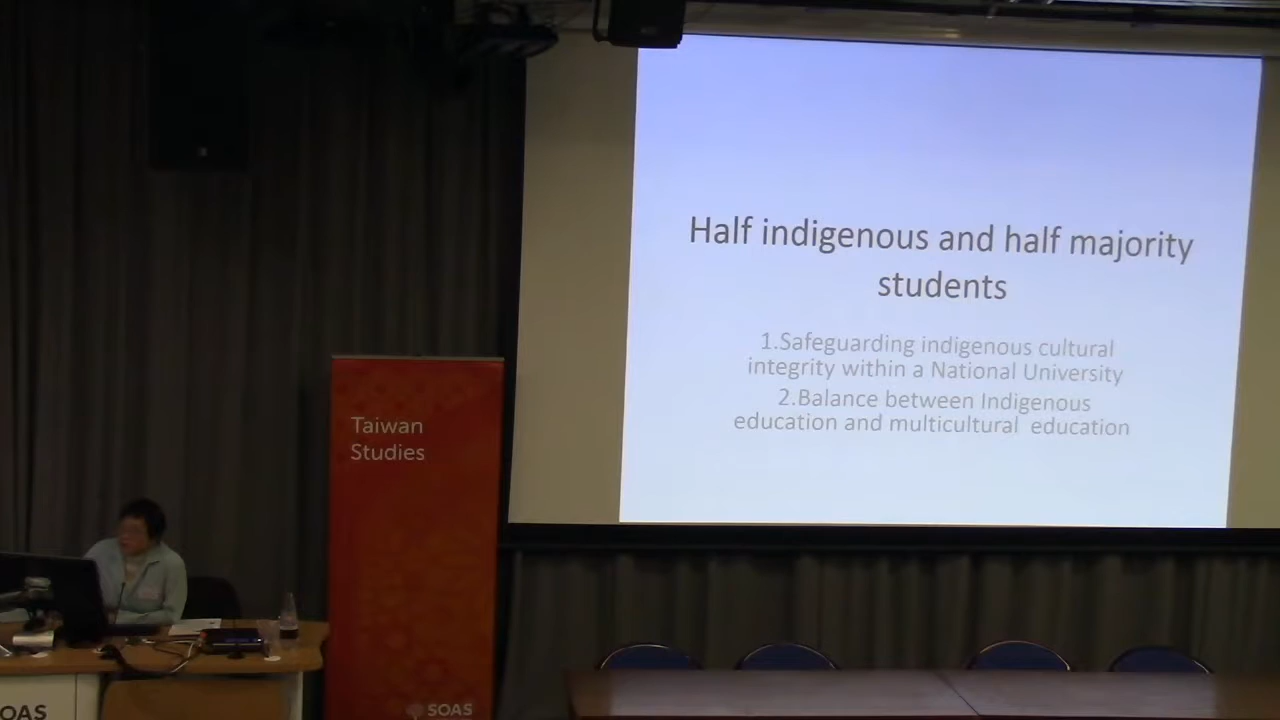 Half indigenous and half majority
students
1.Safeguarding indigenous cultural
integrity within a National University
2.Balance between Indigenous
education and multicultural education
Taiwan
Studies
SOAS
OAS